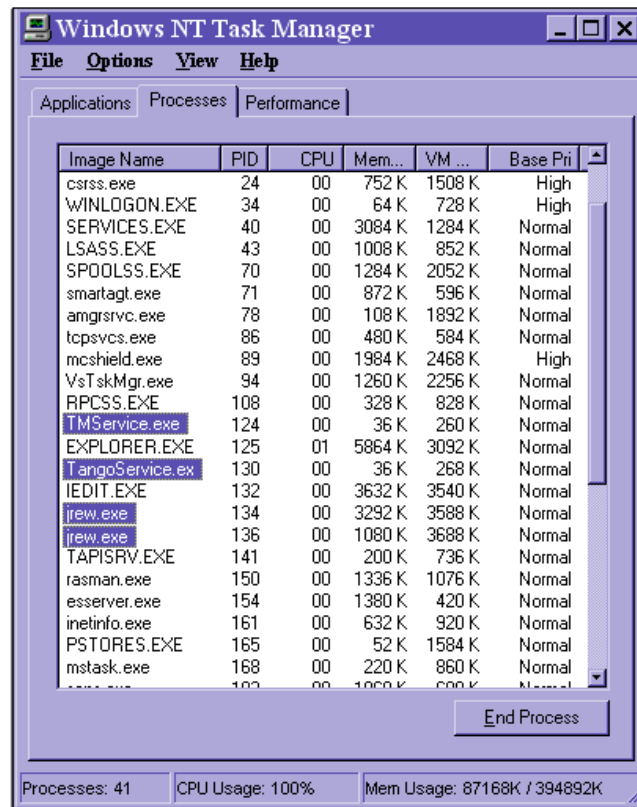 Windows NT Task Manager
File Options View Help
Applications Processes Performance
Image Name PID CPU Mem... VM ... Base Pri
csrss.exe 24 00 752 K 1508 K High
WINLOGON.EXE 34 00 64 K 728 K High
SERVICES.EXE 40 00 3084 K 1284 K Normal
LSASS.EXE 43 00 1008 K 852 K Normal
SPOOLSS.EXE 70 00 1284 K 2052 K Normal
smartagt.exe 71 00 872 K 596 K Normal
amgrsrvc.exe 78 00 108 K 1892 K Normal
tcpsvcs.exe 86 00 480 K 584 K Normal
mcshield.exe 89 00 1984 K 2468 K High
VsTskMgr.exe 94 00 1260 K 2256 K Normal
RPCSS.EXE 108 00 328 K 828 K Normal
TMService.exe 124 00 36 K 260 K Normal
EXPLORER.EXE 125 01 5864 K 3092 K Normal
TangoService.ex 130 00 36 K 268 K Normal
IEDIT.EXE 132 00 3632 K 3540 K Normal
jrew.exe 134 00 3292 K 3588 K Normal
jrew.exe 136 00 1080 K 3688 K Normal
TAPISRV.EXE 141 00 200 K 736 K Normal
rasman.exe 150 00 1336 K 1076 K Normal
esserver.exe 154 00 1380 K 420 K Normal
inetinfo.exe 161 00 632 K 920 K Normal
PSTORES.EXE 165 00 52 K 1584 K Normal
mstask.exe 168 00 220 K 860 K Normal
End Process
Processes: 41 CPU Usage: 100% Mem Usage: 87168K / 394892K